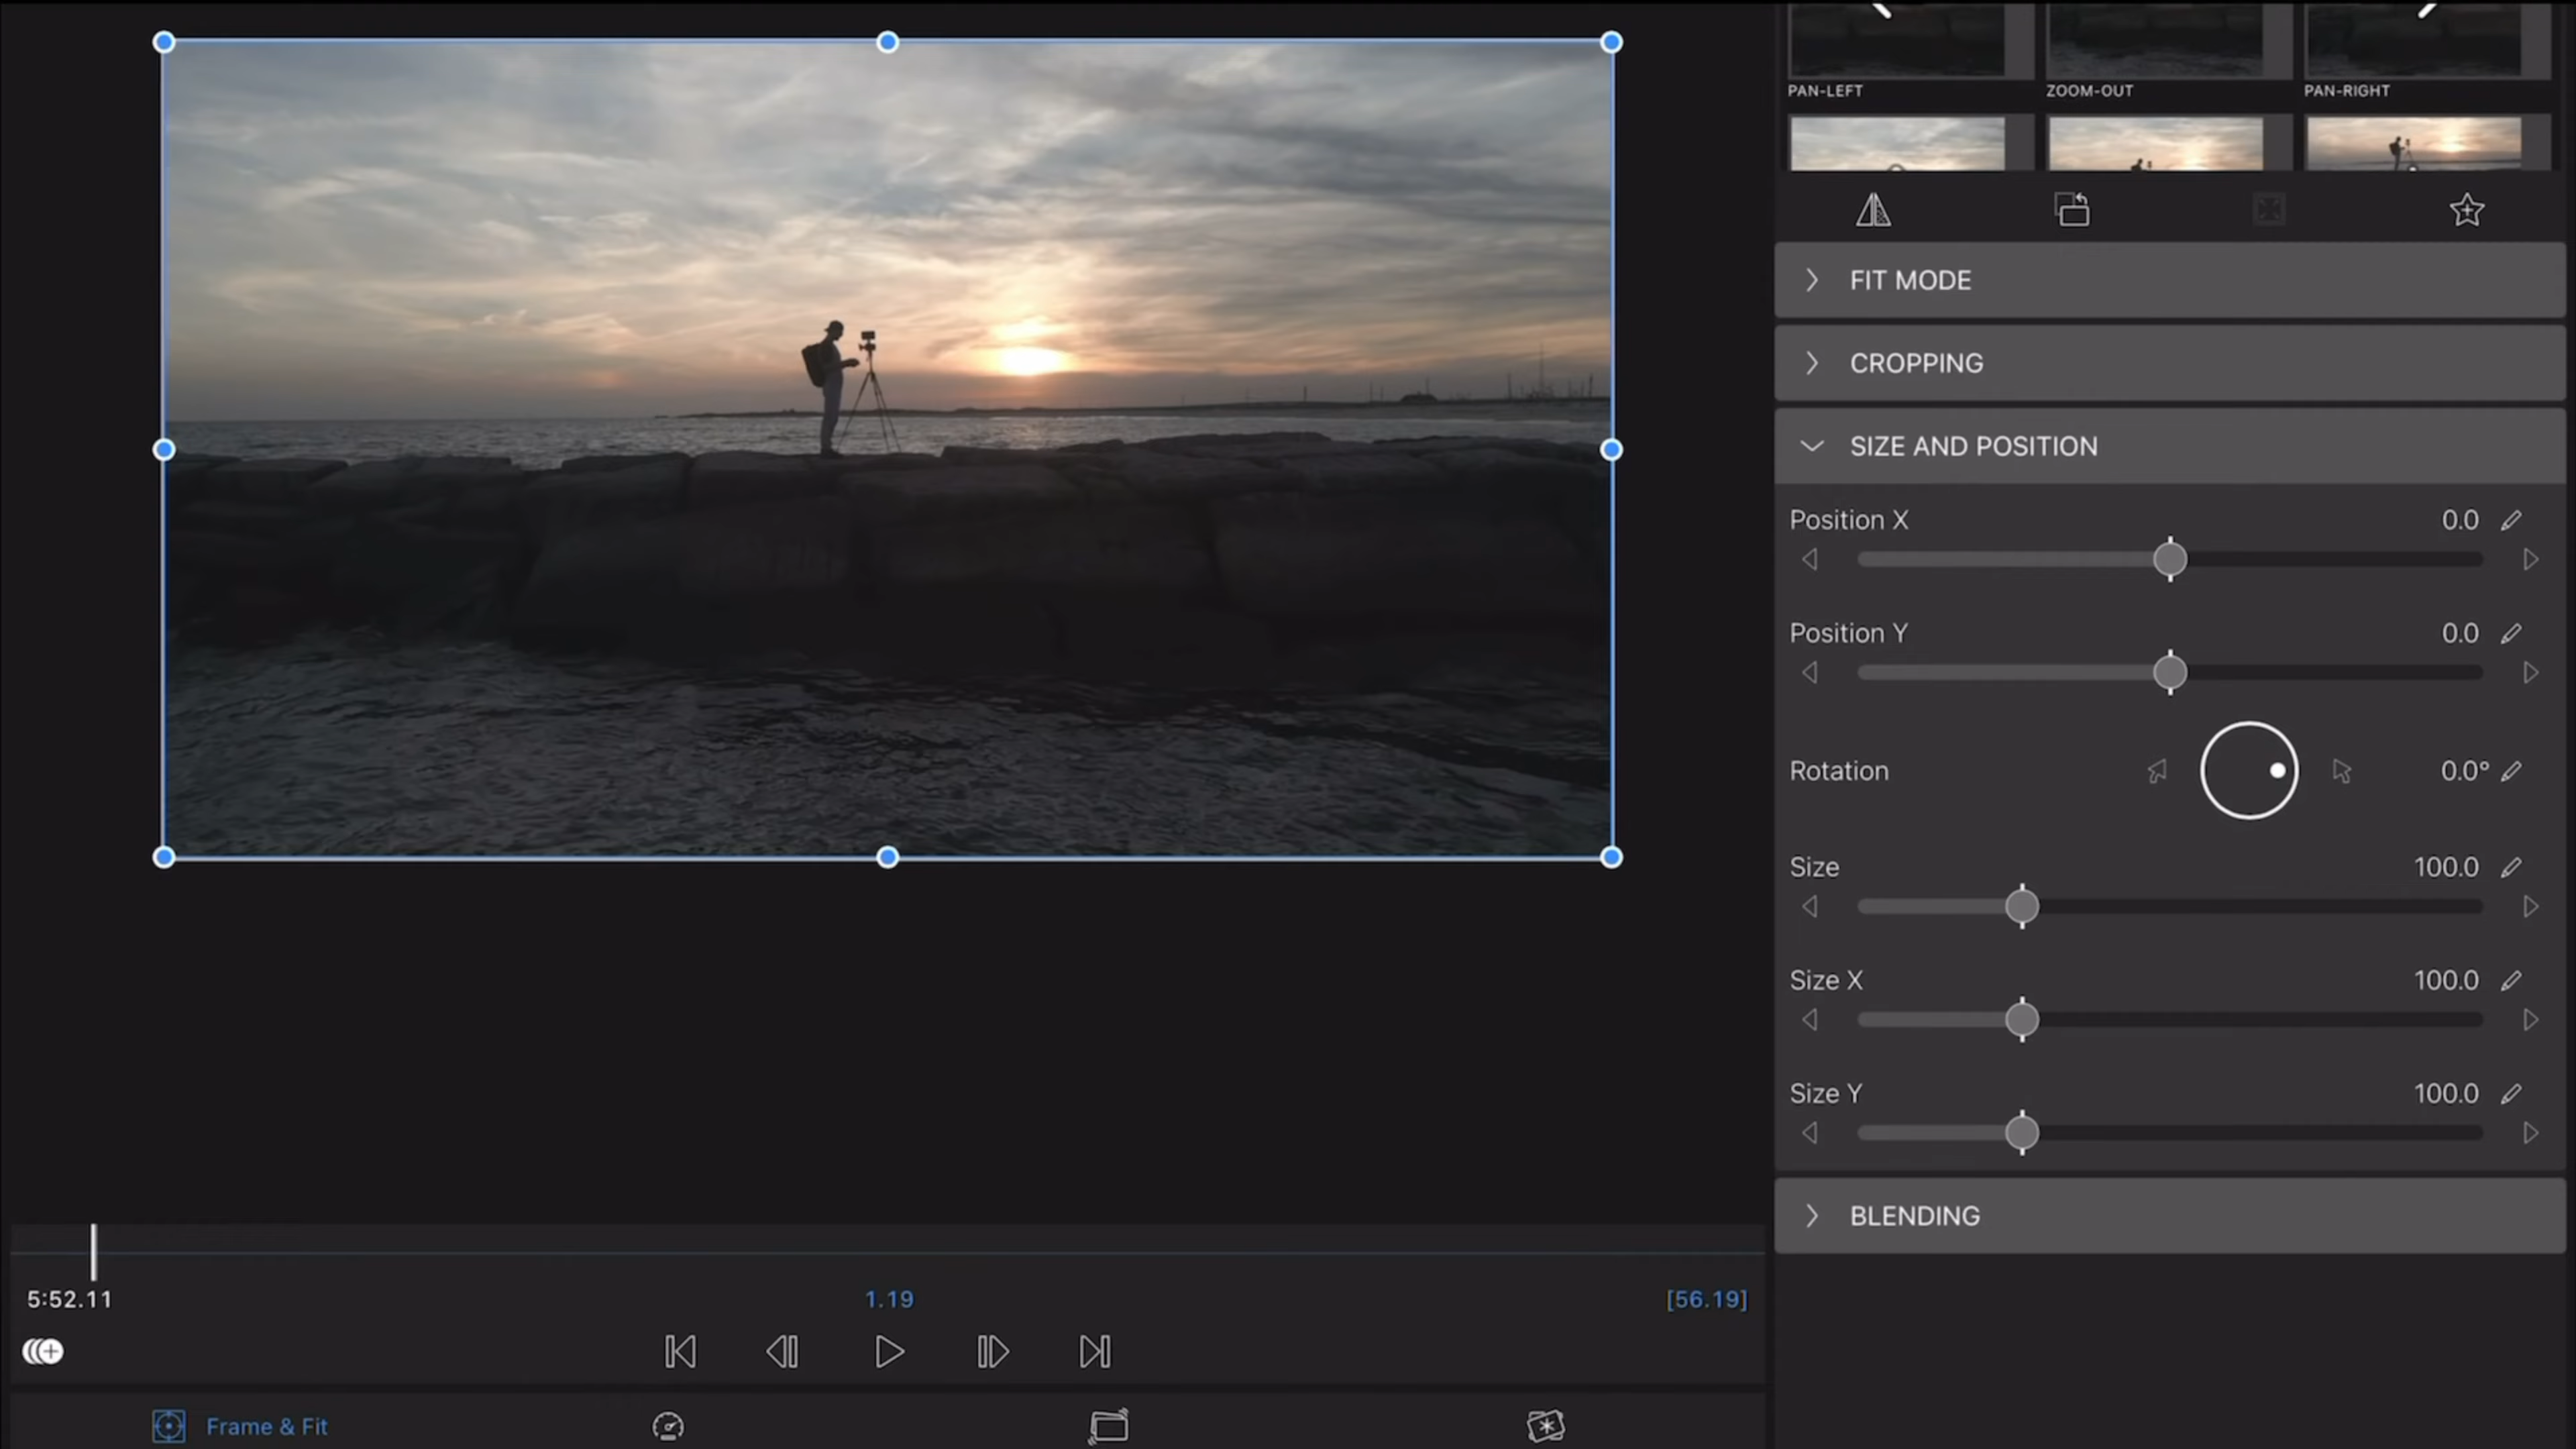 PAN-LEFT
ZOOM-OUT
PAN-RIGHT
FIT MODE
CROPPING
SIZE AND POSITION
Position X 0.0
Position Y 0.0
Rotation 0.0°
Size 100.0
Size X 100.0
Size Y 100.0
BLENDING
5:52.11 1.19 [56.19]
Frame & Fit